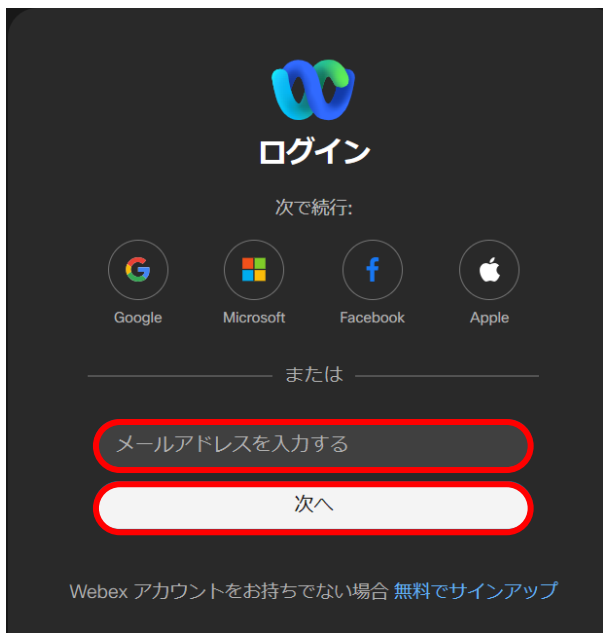 ログイン
次で続行:
Google Microsoft Facebook Apple
または
メールアドレスを入力する
次へ
Webex アカウントをお持ちでない場合 無料でサインアップ